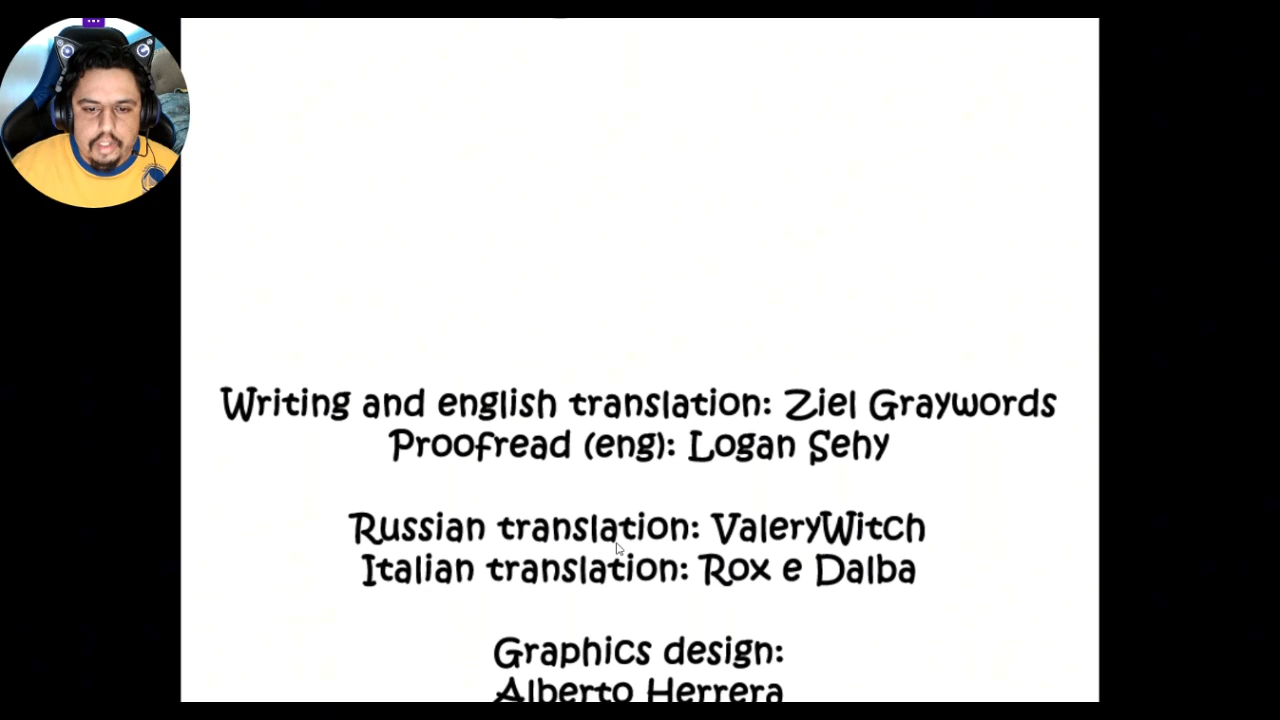 Writing and english translation: Ziel Graywords
Proofread (eng): Logan Sehy
Russian translation: ValeryWitch
Italian translation: Rox e Dalba
Graphics design:
Alberto Herrera